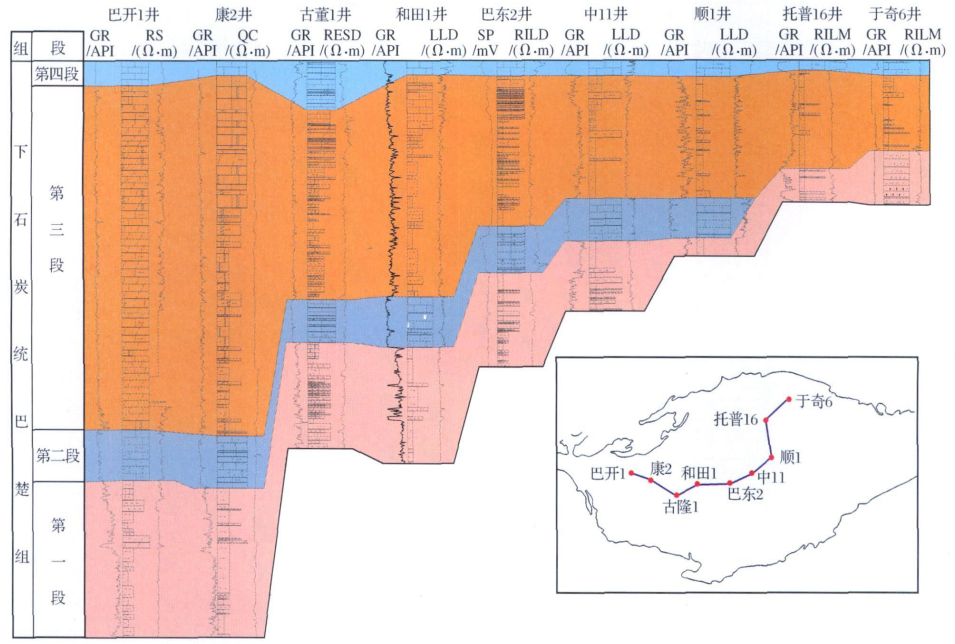 巴开1井 康2井 古董1井 和田1井 巴东2井 中11井 顺1井 托普16井 于奇6井
组 段 GR RS GR QC GR RESD GR LLD SP RILD GR LLD GR LLD GR RILM GR RILM
/API /(Ω·m) /API /(Ω·m) /API /(Ω·m) /API /(Ω·m) /mV /(Ω·m) /API /(Ω·m) /API /(Ω·m) /API /(Ω·m) /API /(Ω·m)
下石炭统巴楚组
第四段
第三段
第二段
第一段
于奇6
托普16
顺1
中11
巴东2
和田1
古隆1
康2
巴开1